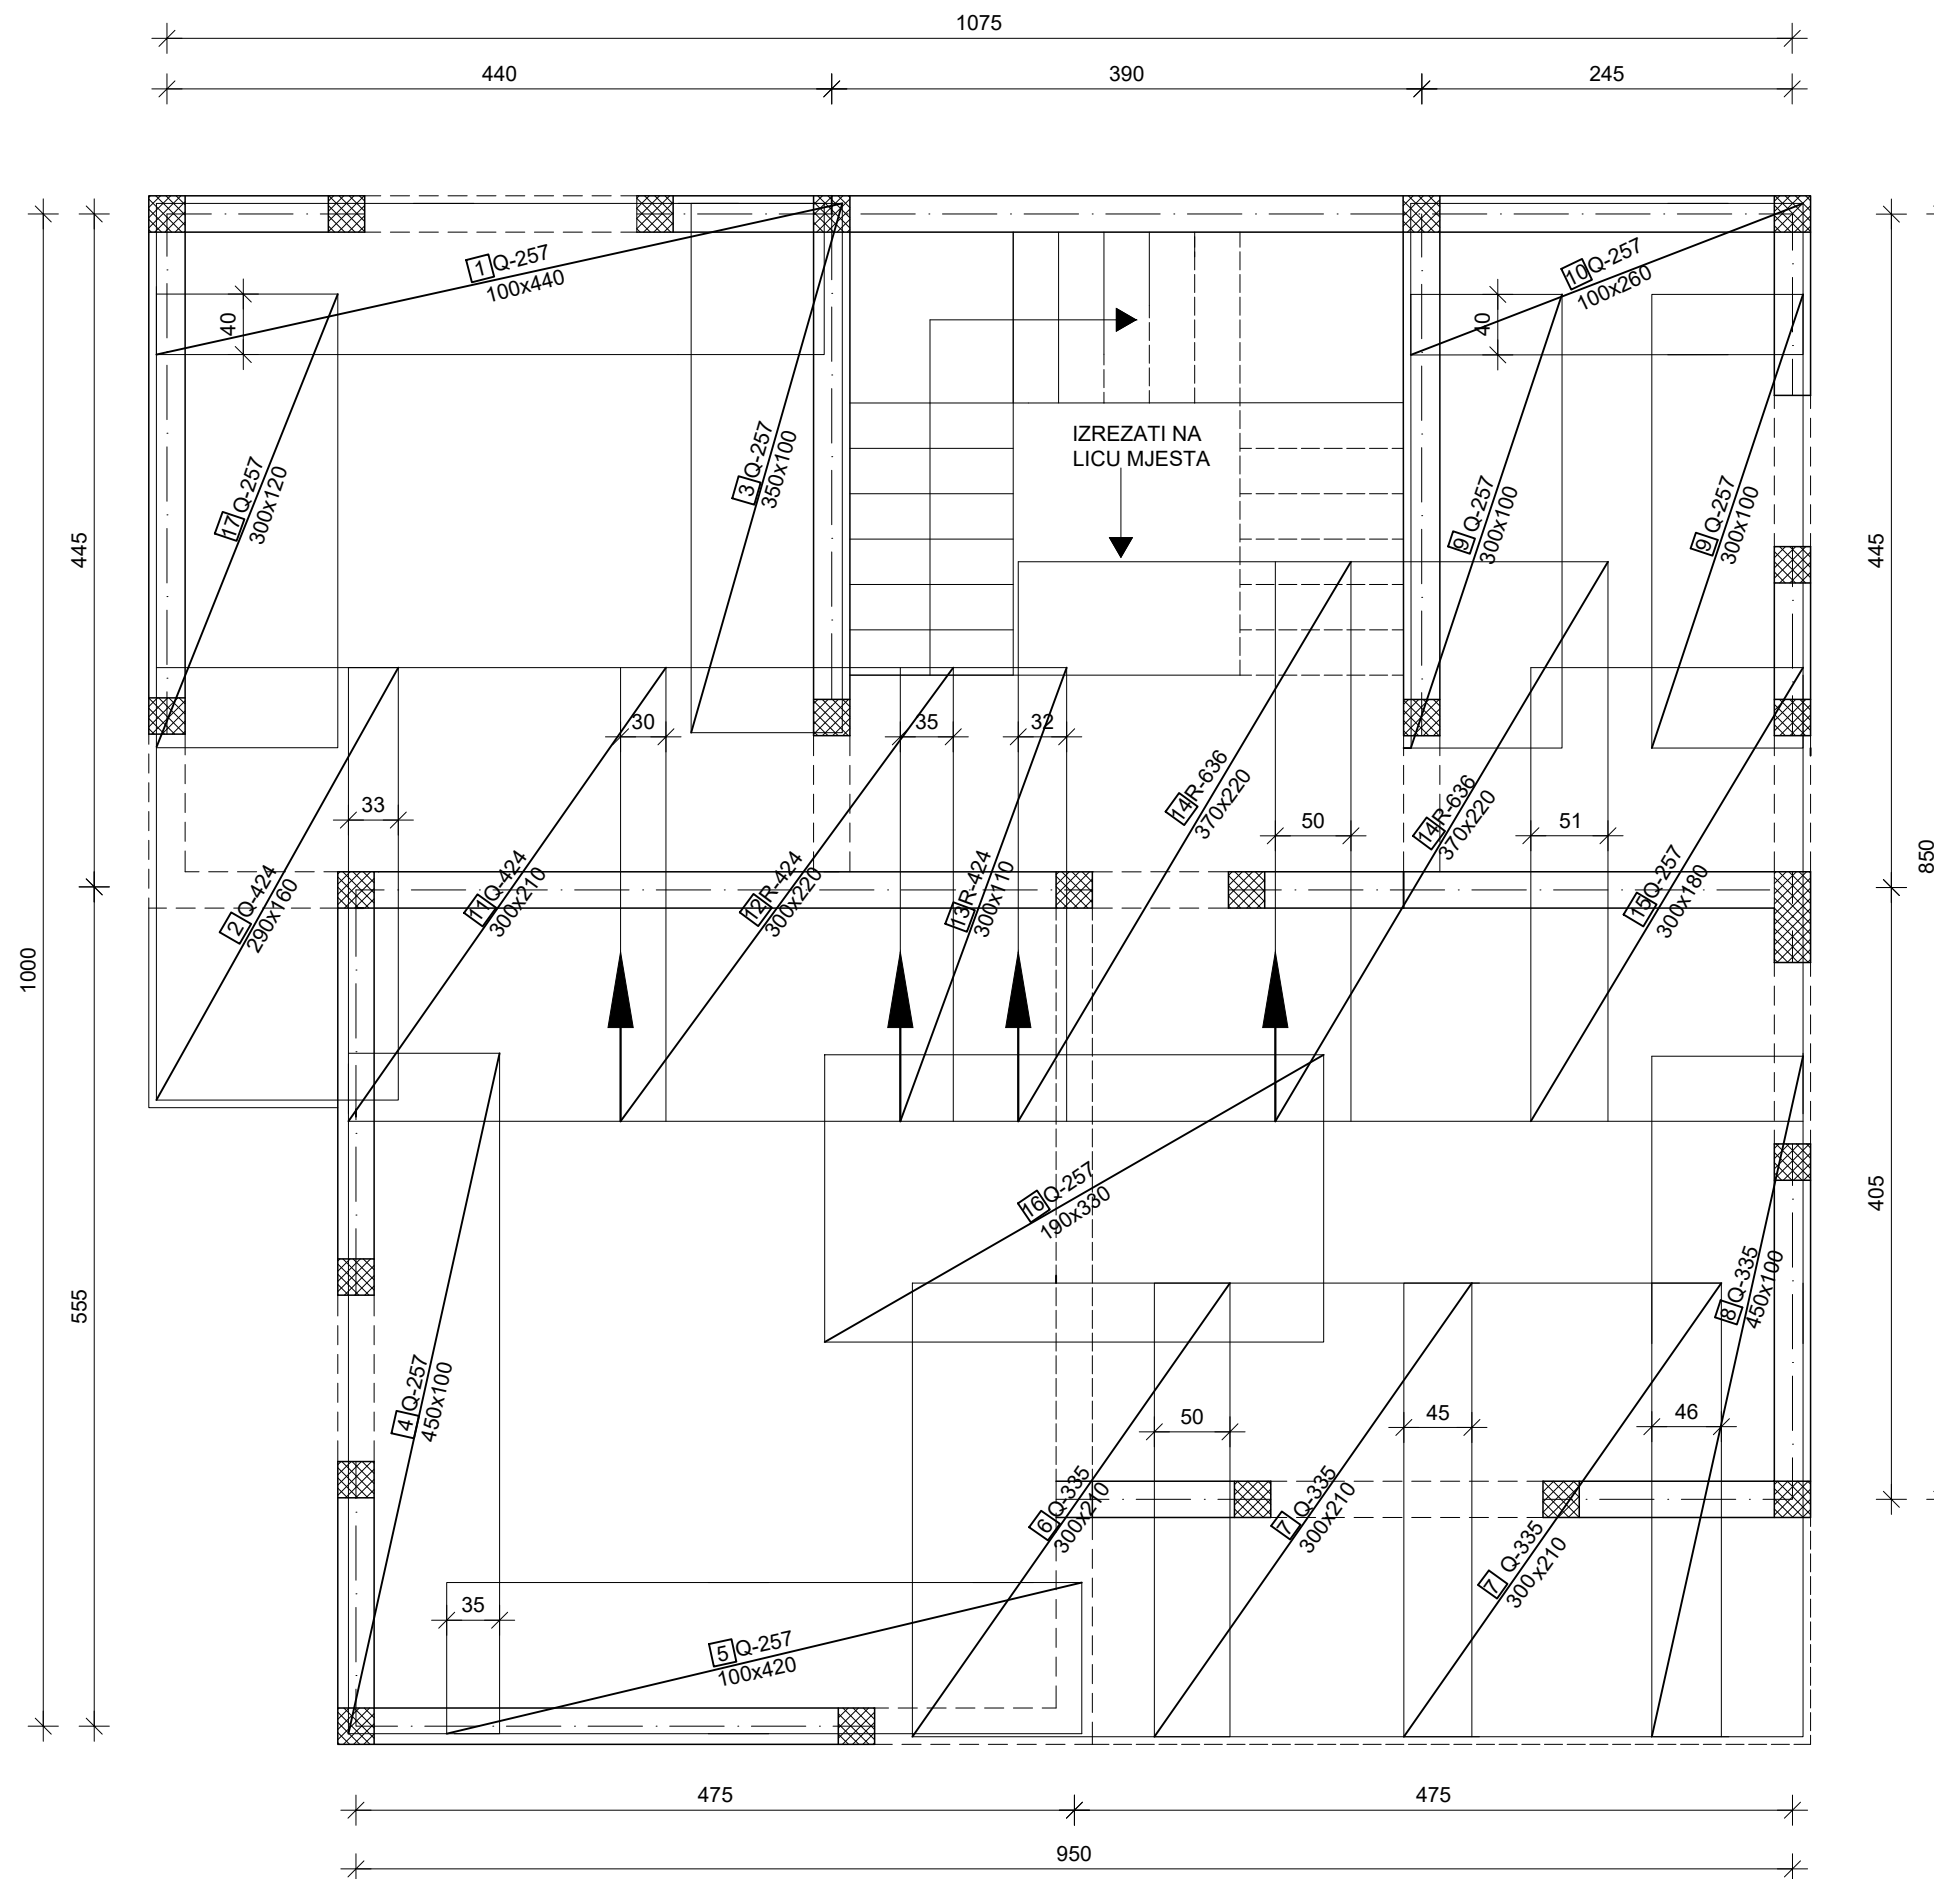 1075
440
390
245
1 Q-257
100x440
10 Q-257
100x260
40
40
17 Q-257
300x120
3 Q-257
350x100
IZREZATI NA
LICU MJESTA
9 Q-257
300x100
9 Q-257
300x100
445
445
30
35
32
33
50
51
14 R-636
370x220
14 R-636
370x220
850
2 Q-424
290x160
11 Q-424
300x210
12 R-424
300x220
13 R-424
300x110
15 Q-257
300x180
1000
555
405
16 Q-257
190x330
8 Q-335
450x100
4 Q-257
450x100
50
45
46
6 Q-335
300x210
7 Q-335
300x210
7 Q-335
300x210
35
5 Q-257
100x420
475
475
950